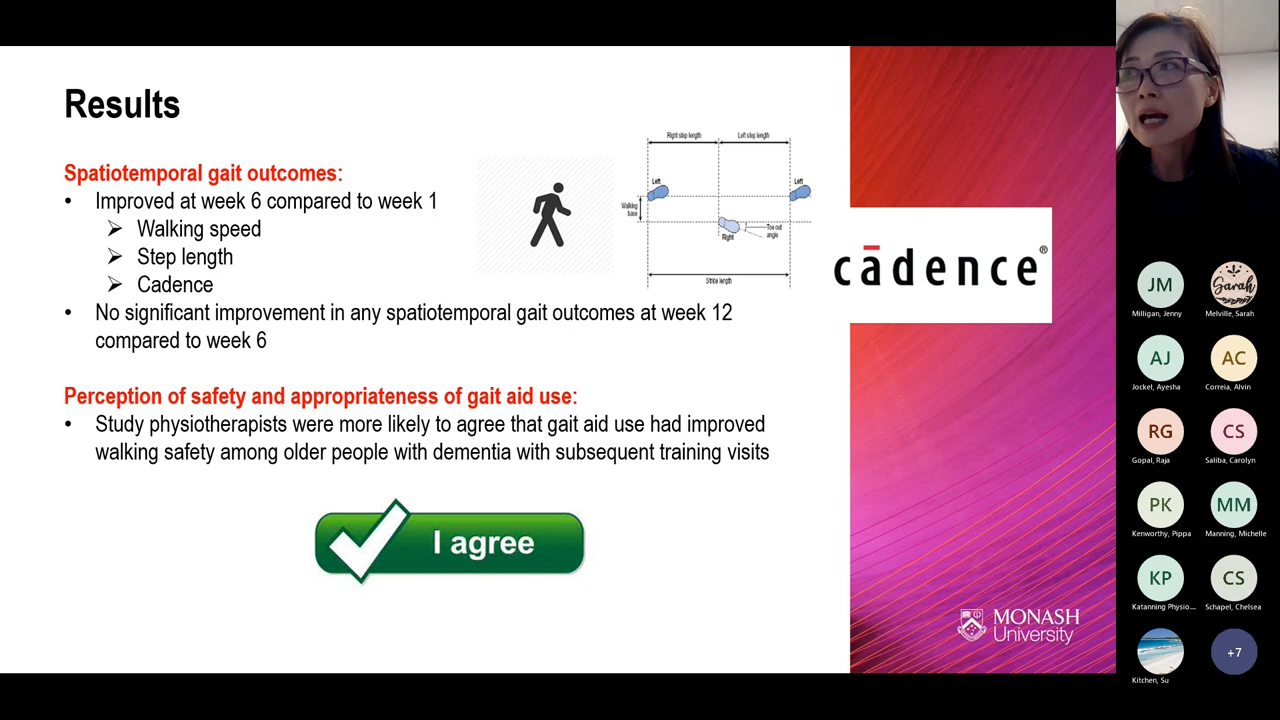 Results
Spatiotemporal gait outcomes:
• Improved at week 6 compared to week 1
➢ Walking speed
➢ Step length
➢ Cadence
• No significant improvement in any spatiotemporal gait outcomes at week 12
compared to week 6
Perception of safety and appropriateness of gait aid use:
• Study physiotherapists were more likely to agree that gait aid use had improved
walking safety among older people with dementia with subsequent training visits
I agree
Right step length
Left step length
Left
Left
Walking
base
Right
Toe out
angle
Stride length
cādence®
MONASH
University
JM
Milligan, Jenny
Sarah
Melville, Sarah
AJ
Jockel, Ayesha
AC
Correia, Alvin
RG
Gopal, Raja
CS
Saliba, Carolyn
PK
Kenworthy, Pippa
MM
Manning, Michelle
KP
Katanning Physio...
CS
Schapel, Chelsea
Kitchen, Su
+7